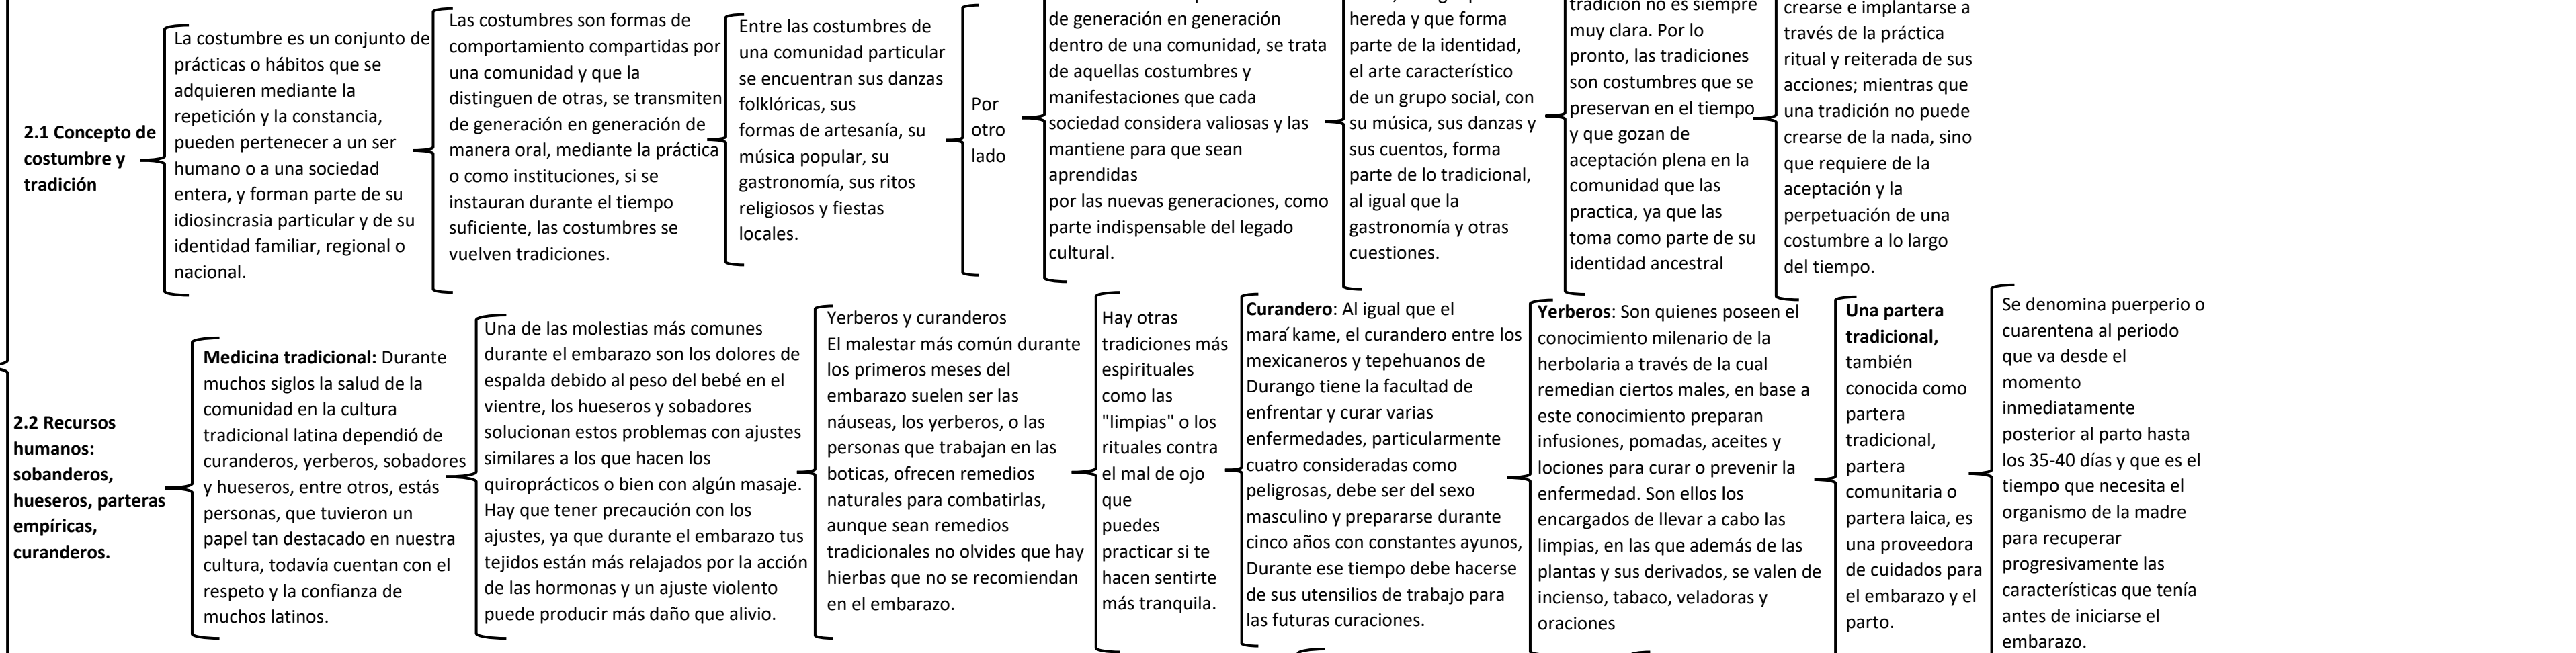 2.1 Concepto de
costumbre y
tradición
La costumbre es un conjunto de
prácticas o hábitos que se
adquieren mediante la
repetición y la constancia,
pueden pertenecer a un ser
humano o a una sociedad
entera, y forman parte de su
idiosincrasia particular y de su
identidad familiar, regional o
nacional.
Las costumbres son formas de
comportamiento compartidas por
una comunidad y que la
distinguen de otras, se transmiten
de generación en generación de
manera oral, mediante la práctica
o como instituciones, si se
instauran durante el tiempo
suficiente, las costumbres se
vuelven tradiciones.
Entre las costumbres de
una comunidad particular
se encuentran sus danzas
folklóricas, sus
formas de artesanía, su
música popular, su
gastronomía, sus ritos
religiosos y fiestas
locales.
Por
otro
lado
de generación en generación
dentro de una comunidad, se trata
de aquellas costumbres y
manifestaciones que cada
sociedad considera valiosas y las
mantiene para que sean
aprendidas
por las nuevas generaciones, como
parte indispensable del legado
cultural.
hereda y que forma
parte de la identidad,
el arte característico
de un grupo social, con
su música, sus danzas y
sus cuentos, forma
parte de lo tradicional,
al igual que la
gastronomía y otras
cuestiones.
tradición no es siempre
muy clara. Por lo
pronto, las tradiciones
son costumbres que se
preservan en el tiempo
y que gozan de
aceptación plena en la
comunidad que las
practica, ya que las
toma como parte de su
identidad ancestral
crearse e implantarse a
través de la práctica
ritual y reiterada de sus
acciones; mientras que
una tradición no puede
crearse de la nada, sino
que requiere de la
aceptación y la
perpetuación de una
costumbre a lo largo
del tiempo.
2.2 Recursos
humanos:
sobanderos,
hueseros, parteras
empíricas,
curanderos.
Medicina tradicional: Durante
muchos siglos la salud de la
comunidad en la cultura
tradicional latina dependió de
curanderos, yerberos, sobadores
y hueseros, entre otros, estás
personas, que tuvieron un
papel tan destacado en nuestra
cultura, todavía cuentan con el
respeto y la confianza de
muchos latinos.
Una de las molestias más comunes
durante el embarazo son los dolores de
espalda debido al peso del bebé en el
vientre, los hueseros y sobadores
solucionan estos problemas con ajustes
similares a los que hacen los
quiroprácticos o bien con algún masaje.
Hay que tener precaución con los
ajustes, ya que durante el embarazo tus
tejidos están más relajados por la acción
de las hormonas y un ajuste violento
puede producir más daño que alivio.
Yerberos y curanderos
El malestar más común durante
los primeros meses del
embarazo suelen ser las
náuseas, los yerberos, o las
personas que trabajan en las
boticas, ofrecen remedios
naturales para combatirlas,
aunque sean remedios
tradicionales no olvides que hay
hierbas que no se recomiendan
en el embarazo.
Hay otras
tradiciones más
espirituales
como las
"limpias" o los
rituales contra
el mal de ojo
que
puedes
practicar si te
hacen sentirte
más tranquila.
Curandero: Al igual que el
mara´kame, el curandero entre los
mexicaneros y tepehuanos de
Durango tiene la facultad de
enfrentar y curar varias
enfermedades, particularmente
cuatro consideradas como
peligrosas, debe ser del sexo
masculino y prepararse durante
cinco años con constantes ayunos,
Durante ese tiempo debe hacerse
de sus utensilios de trabajo para
las futuras curaciones.
Yerberos: Son quienes poseen el
conocimiento milenario de la
herbolaria a través de la cual
remedian ciertos males, en base a
este conocimiento preparan
infusiones, pomadas, aceites y
lociones para curar o prevenir la
enfermedad. Son ellos los
encargados de llevar a cabo las
limpias, en las que además de las
plantas y sus derivados, se valen de
incienso, tabaco, veladoras y
oraciones
Una partera
tradicional,
también
conocida como
partera
tradicional,
partera
comunitaria o
partera laica, es
una proveedora
de cuidados para
el embarazo y el
parto.
Se denomina puerperio o
cuarentena al periodo
que va desde el
momento
inmediatamente
posterior al parto hasta
los 35-40 días y que es el
tiempo que necesita el
organismo de la madre
para recuperar
progresivamente las
características que tenía
antes de iniciarse el
embarazo.